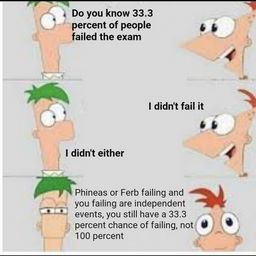 Do you know 33.3
percent of people
failed the exam
I didn't fail it
I didn't either
Phineas or Ferb failing and
you failing are independent
events, you still have a 33.3
percent chance of failing, not
100 percent